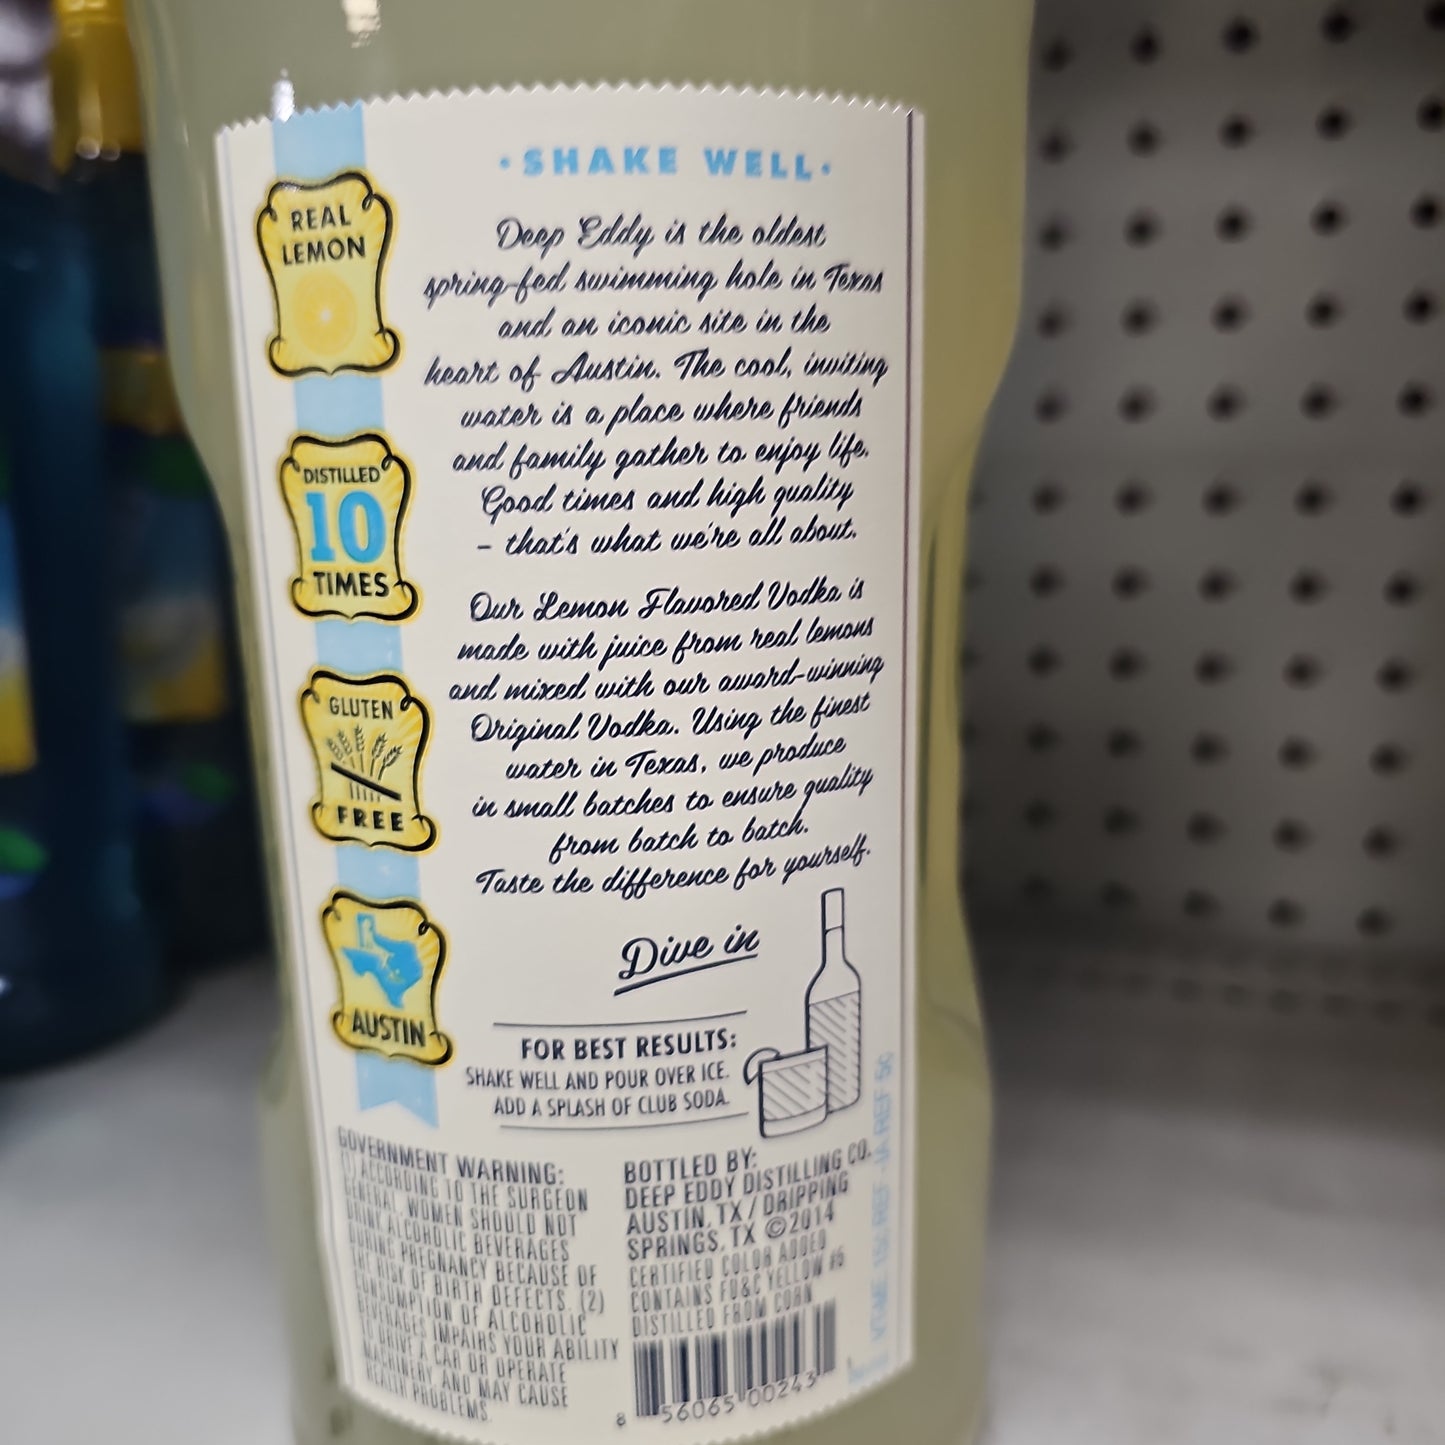 · SHAKE WELL ·
REAL
LEMON
DISTILLED
10
TIMES
GLUTEN
FREE
AUSTIN
Deep Eddy is the oldest
spring-fed swimming hole in Texas
and an iconic site in the
heart of Austin. The cool, inviting
water is a place where friends
and family gather to enjoy life.
Good times and high quality
– that's what we're all about.
Our Lemon Flavored Vodka is
made with juice from real lemons
and mixed with our award-winning
Original Vodka. Using the finest
water in Texas, we produce
in small batches to ensure quality
from batch to batch.
Taste the difference for yourself.
Dive in
FOR BEST RESULTS:
SHAKE WELL AND POUR OVER ICE.
ADD A SPLASH OF CLUB SODA.
GOVERNMENT WARNING:
(1) ACCORDING TO THE SURGEON
GENERAL, WOMEN SHOULD NOT
DRINK ALCOHOLIC BEVERAGES
DURING PREGNANCY BECAUSE OF
THE RISK OF BIRTH DEFECTS. (2)
CONSUMPTION OF ALCOHOLIC
BEVERAGES IMPAIRS YOUR ABILITY
TO DRIVE A CAR OR OPERATE
MACHINERY, AND MAY CAUSE
HEALTH PROBLEMS.
BOTTLED BY:
DEEP EDDY DISTILLING CO.
AUSTIN, TX / DRIPPING
SPRINGS, TX ©2014
CERTIFIED COLOR ADDED
CONTAINS FD&C YELLOW #5
DISTILLED FROM CORN
8 56065 00243
VT·ME 15¢ REF - IA REF 5¢